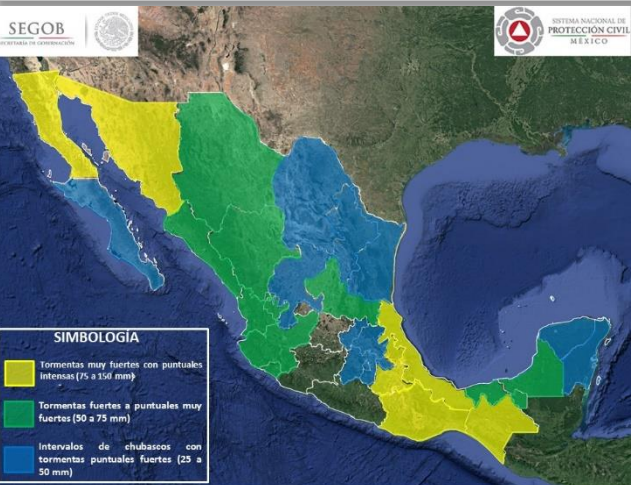 SEGOB
SECRETARÍA DE GOBERNACIÓN
SISTEMA NACIONAL DE
PROTECCIÓN CIVIL
MÉXICO
SIMBOLOGÍA
Tormentas muy fuertes con puntuales
intensas (75 a 150 mm)
Tormentas fuertes a puntuales muy
fuertes (50 a 75 mm)
Intervalos de chubascos con
tormentas puntuales fuertes (25 a
50 mm)